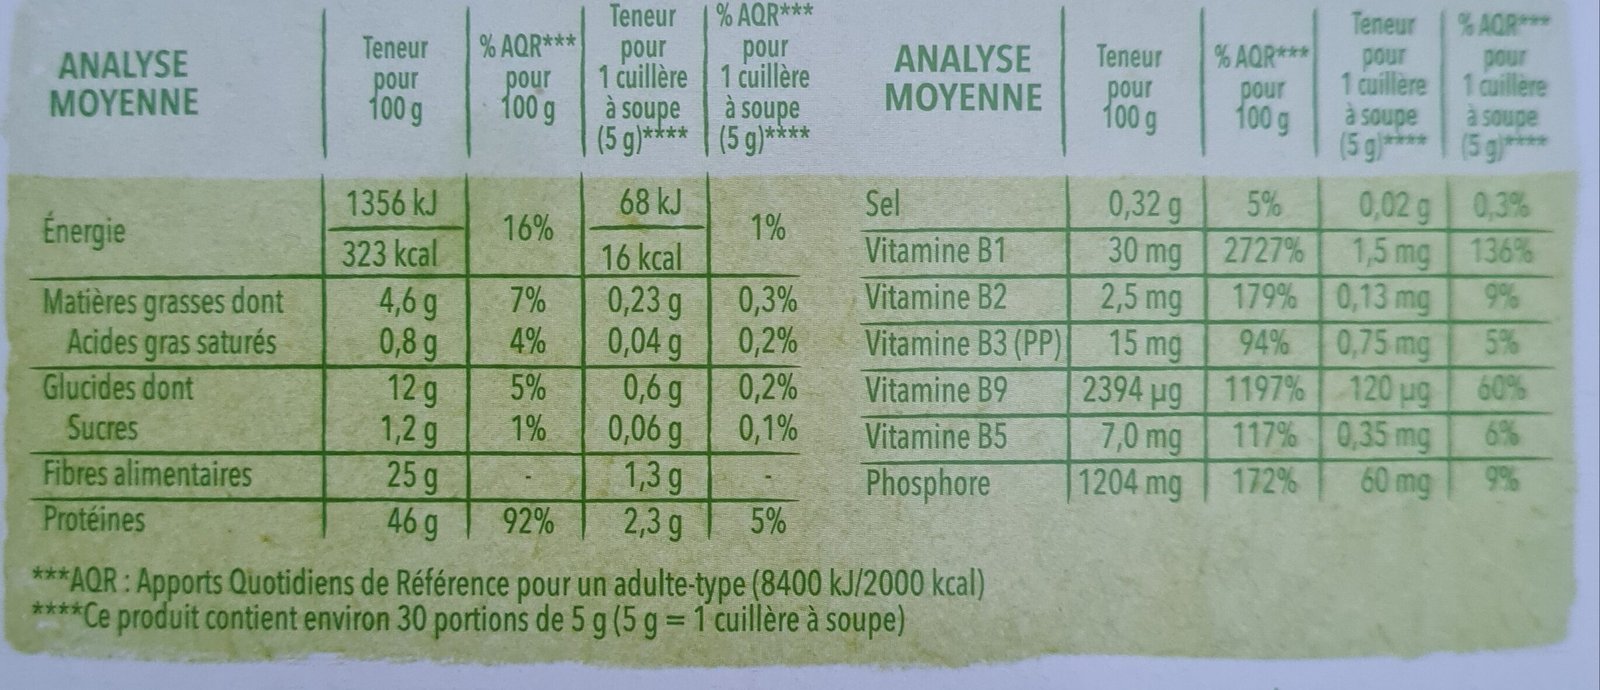 ANALYSE MOYENNE | Teneur pour 100 g | % AQR*** pour 100 g | Teneur pour 1 cuillère à soupe (5 g)**** | % AQR*** pour 1 cuillère à soupe (5 g)****
Énergie | 1356 kJ 323 kcal | 16% | 68 kJ 16 kcal | 1%
Matières grasses dont | 4,6 g | 7% | 0,23 g | 0,3%
Acides gras saturés | 0,8 g | 4% | 0,04 g | 0,2%
Glucides dont | 12 g | 5% | 0,6 g | 0,2%
Sucres | 1,2 g | 1% | 0,06 g | 0,1%
Fibres alimentaires | 25 g | - | 1,3 g | -
Protéines | 46 g | 92% | 2,3 g | 5%
ANALYSE MOYENNE | Teneur pour 100 g | % AQR*** pour 100 g | Teneur pour 1 cuillère à soupe (5 g)**** | % AQR*** pour 1 cuillère à soupe (5 g)****
Sel | 0,32 g | 5% | 0,02 g | 0,3%
Vitamine B1 | 30 mg | 2727% | 1,5 mg | 136%
Vitamine B2 | 2,5 mg | 179% | 0,13 mg | 9%
Vitamine B3 (PP) | 15 mg | 94% | 0,75 mg | 5%
Vitamine B9 | 2394 µg | 1197% | 120 µg | 60%
Vitamine B5 | 7,0 mg | 117% | 0,35 mg | 6%
Phosphore | 1204 mg | 172% | 60 mg | 9%
***AQR : Apports Quotidiens de Référence pour un adulte-type (8400 kJ/2000 kcal)
****Ce produit contient environ 30 portions de 5 g (5 g = 1 cuillère à soupe)